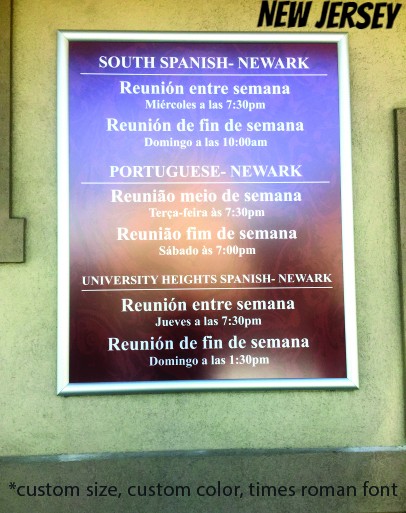 NEW JERSEY
SOUTH SPANISH- NEWARK
Reunión entre semana
Miércoles a las 7:30pm
Reunión de fin de semana
Domingo a las 10:00am
PORTUGUESE- NEWARK
Reunião meio de semana
Terça-feira às 7:30pm
Reunião fim de semana
Sábado às 7:00pm
UNIVERSITY HEIGHTS SPANISH- NEWARK
Reunión entre semana
Jueves a las 7:30pm
Reunión de fin de semana
Domingo a las 1:30pm
*custom size, custom color, times roman font